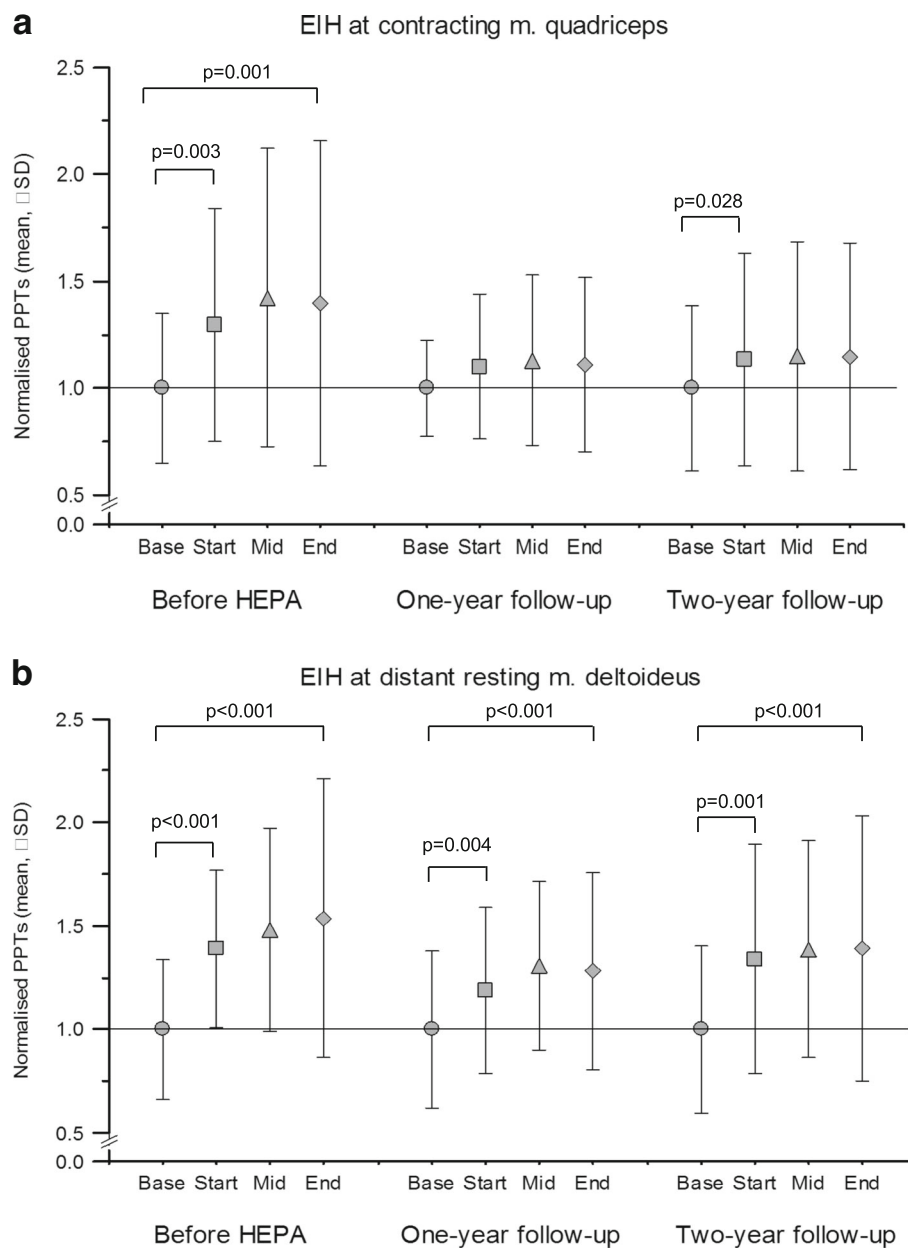 a
EIH at contracting m. quadriceps
Normalised PPTs (mean, □SD)
2.5
2.0
1.5
1.0
0.5
0.0
p=0.001
p=0.003
p=0.028
Base Start Mid End Base Start Mid End Base Start Mid End
Before HEPA One-year follow-up Two-year follow-up
b
EIH at distant resting m. deltoideus
Normalised PPTs (mean, □SD)
2.5
2.0
1.5
1.0
0.5
0.0
p<0.001 p<0.001 p<0.001
p<0.001 p=0.004 p=0.001
Base Start Mid End Base Start Mid End Base Start Mid End
Before HEPA One-year follow-up Two-year follow-up